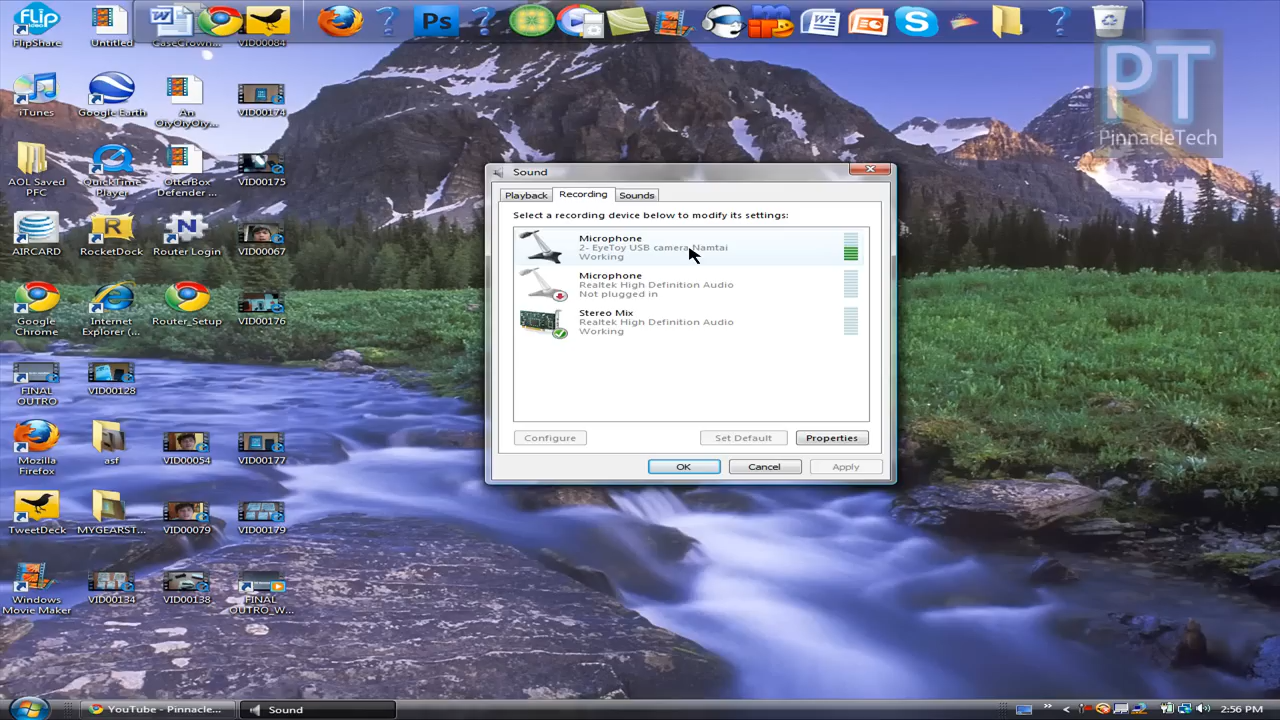 FlipShare
Untitled
CaseCrown...
VID00084
PT
PinnacleTech
iTunes
Google Earth
An OiyOiyOiy...
VID00174
AOL Saved PFC
QuickTime Player
OtterBox Defender ...
VID00175
AIRCARD
RocketDock
Router Login
VID00067
Google Chrome
Internet Explorer (...
Router_Setup
VID00176
FINAL OUTRO
VID00128
Mozilla Firefox
asf
VID00054
VID00177
TweetDeck
MYGEARST...
VID00079
VID00179
Windows Movie Maker
VID00134
VID00138
FINAL OUTRO_W...
Sound
Playback
Recording
Sounds
Select a recording device below to modify its settings:
Microphone
2- EyeToy USB camera Namtai
Working
Microphone
Realtek High Definition Audio
Not plugged in
Stereo Mix
Realtek High Definition Audio
Working
Configure
Set Default
Properties
OK
Cancel
Apply
YouTube - Pinnacle...
Sound
2:56 PM